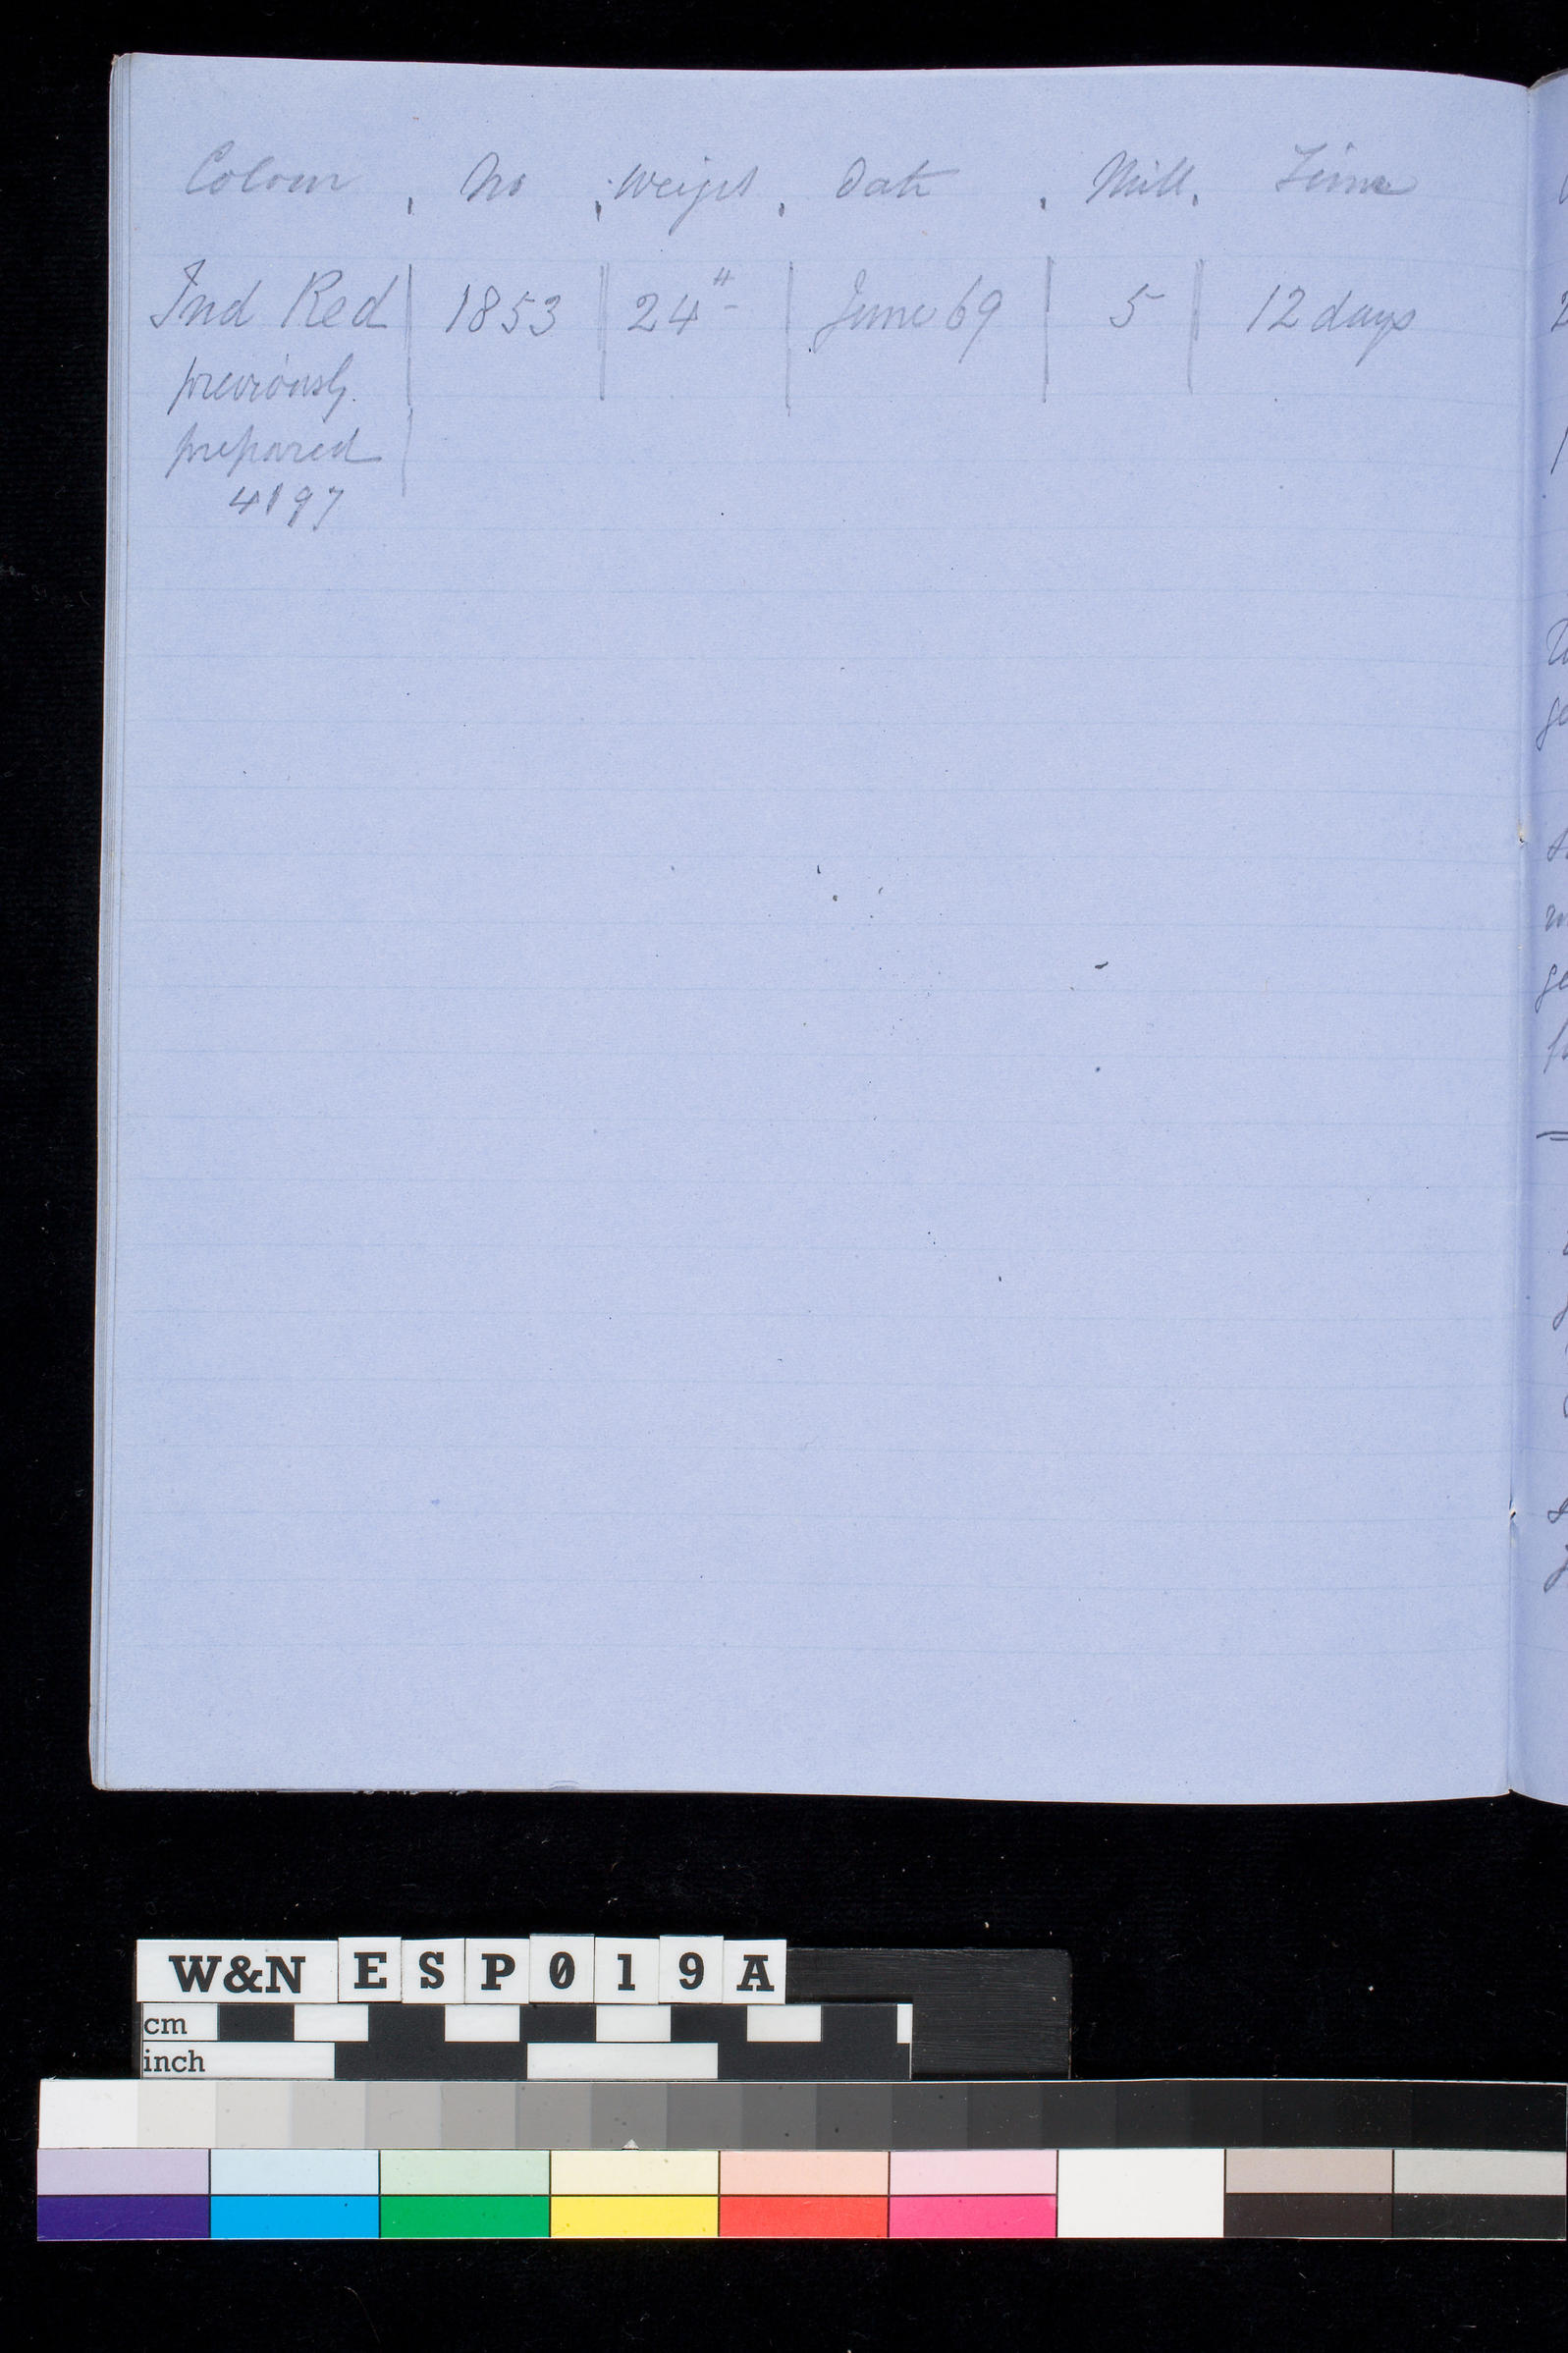 Colour No Weight Date Mill Time
Ind Red 1853 24 June 69 5 12 days
previously
prepared
4197
W&N ESP019A
cm
inch